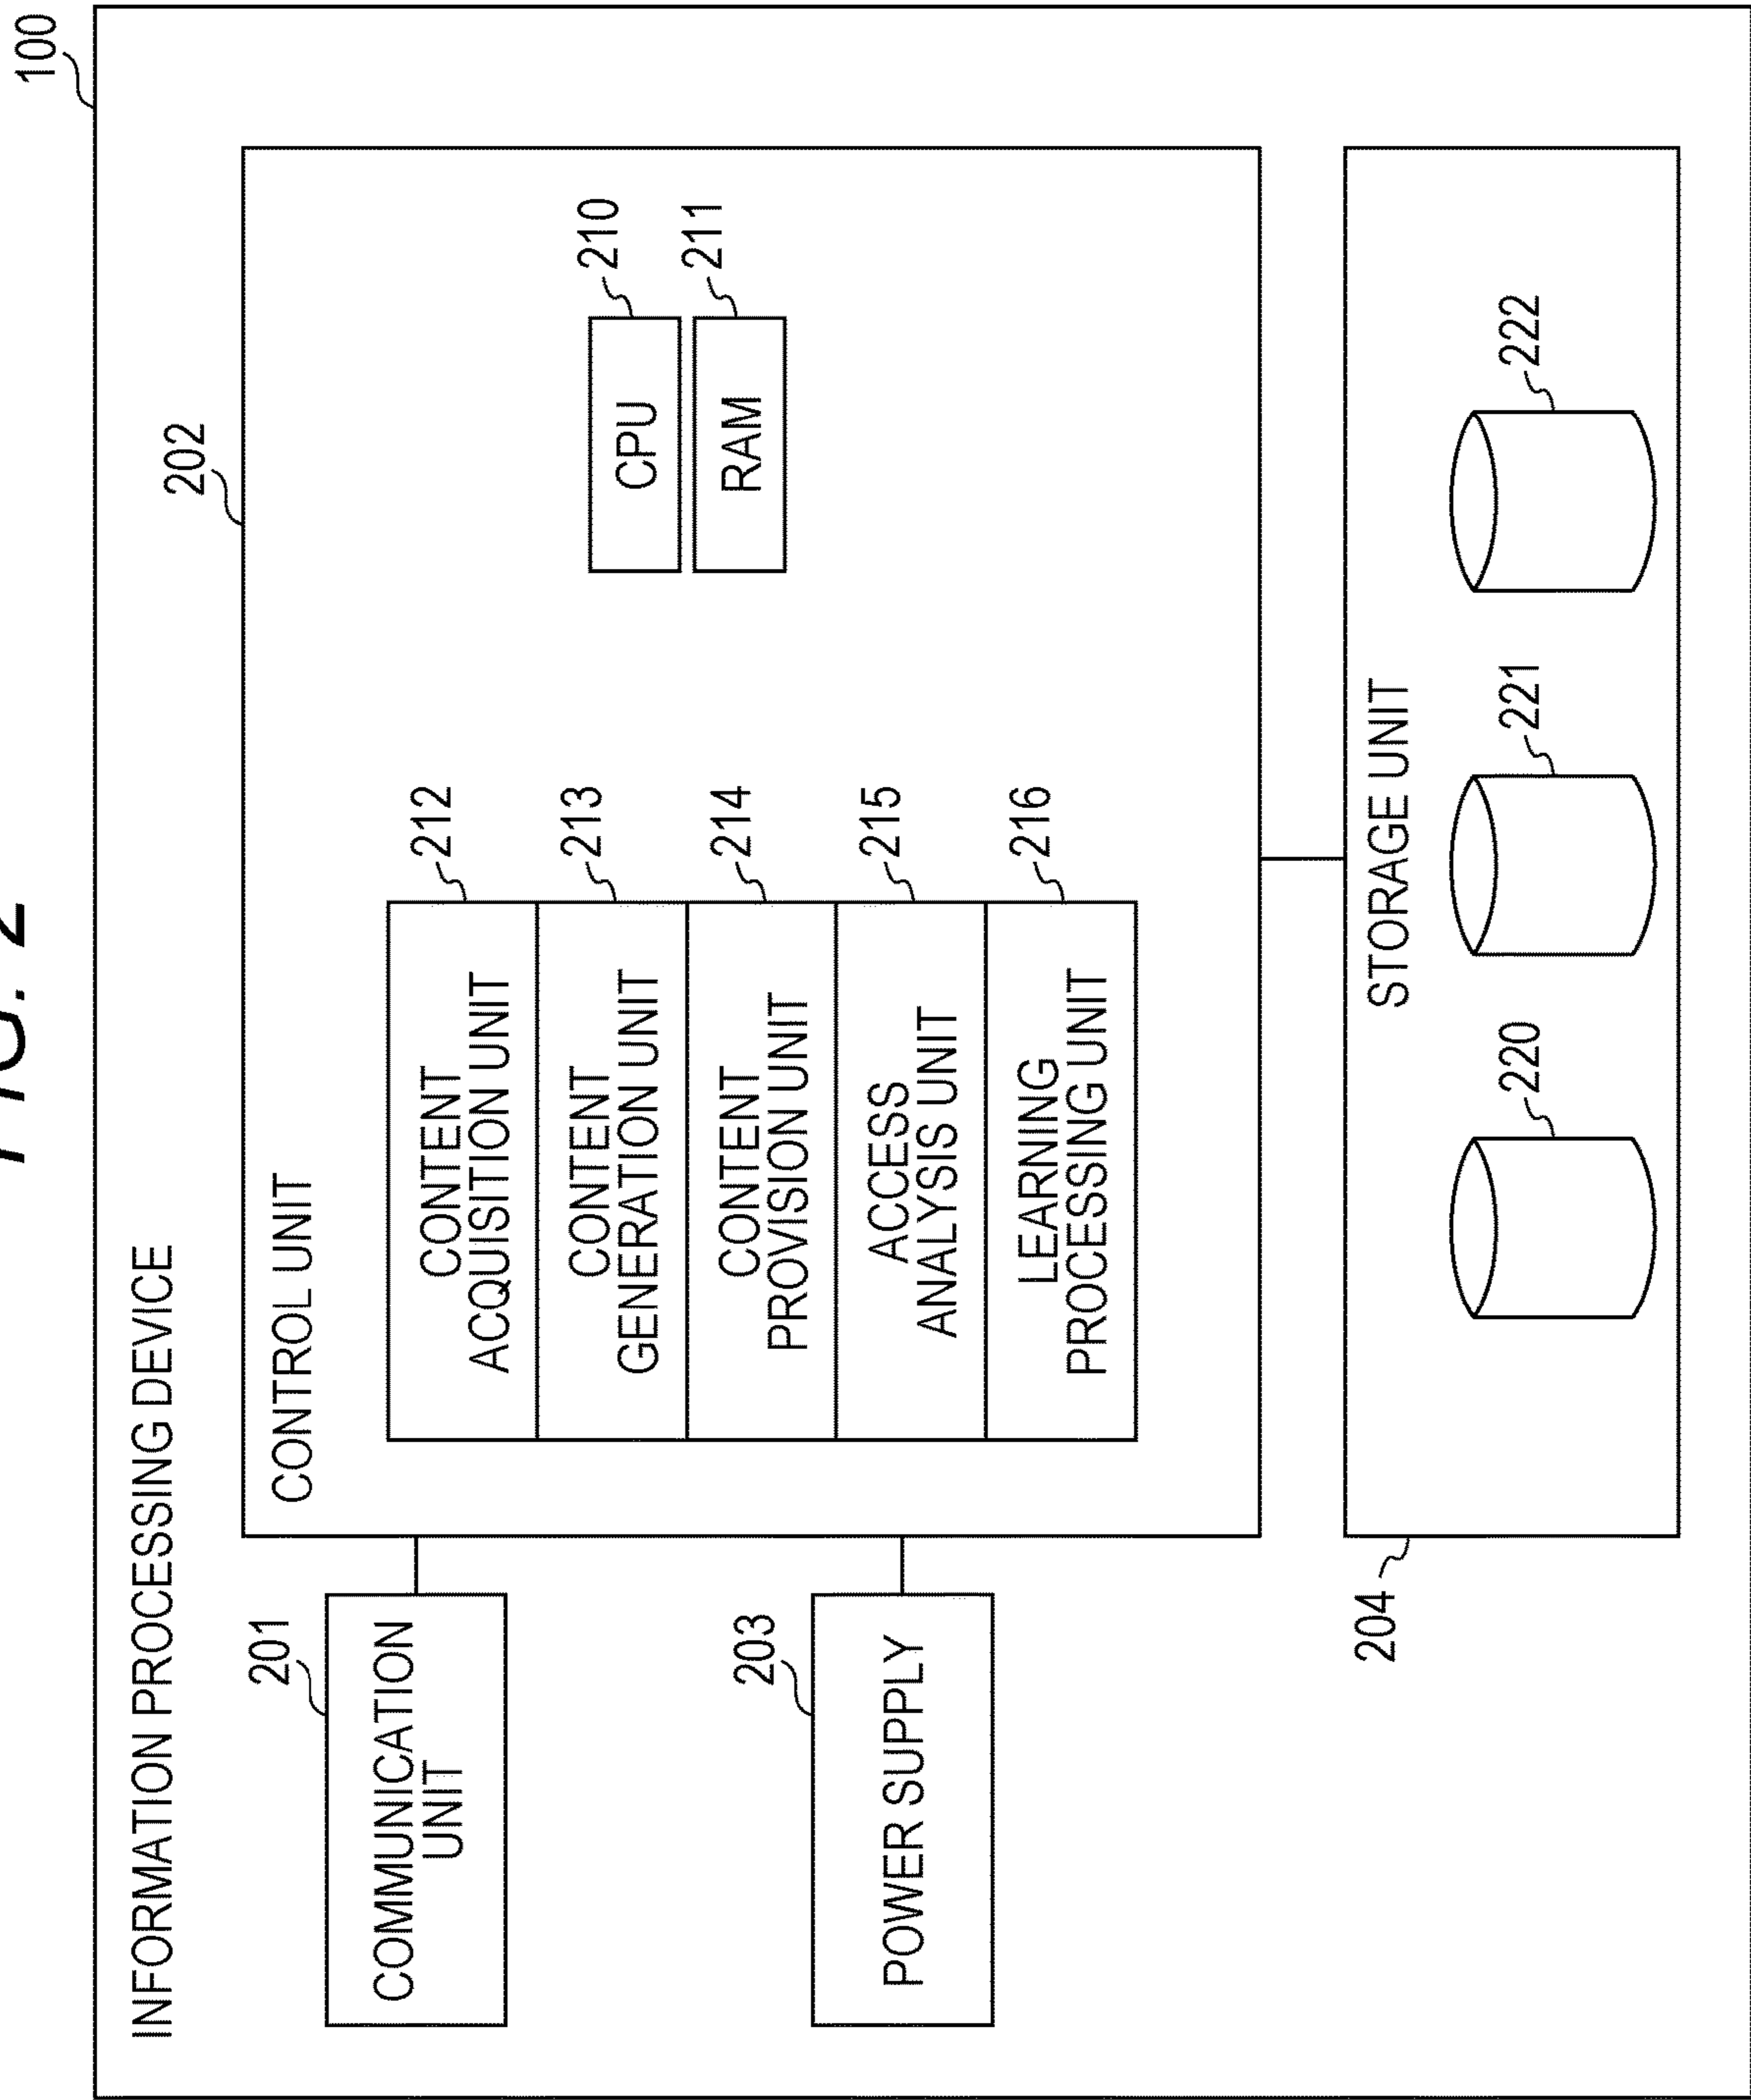 FIG. 2
100
INFORMATION PROCESSING DEVICE
202
CONTROL UNIT
201
COMMUNICATION
UNIT
203
POWER SUPPLY
212
CONTENT
ACQUISITION UNIT
213
CONTENT
GENERATION UNIT
214
CONTENT
PROVISION UNIT
215
ACCESS
ANALYSIS UNIT
216
LEARNING
PROCESSING UNIT
210
CPU
211
RAM
204
STORAGE UNIT
220
221
222